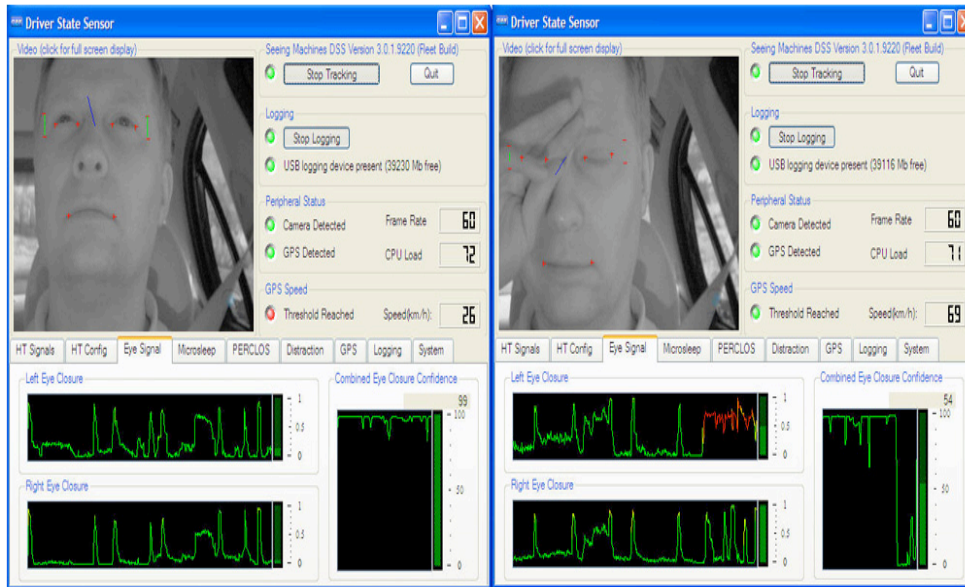 Driver State Sensor
Video (click for full screen display)
Seeing Machines DSS Version 3.0.1.9220 (Fleet Build)
Stop Tracking Quit
Logging
Stop Logging
USB logging device present (39230 Mb free)
Peripheral Status
Camera Detected Frame Rate 60
GPS Detected CPU Load 72
GPS Speed
Threshold Reached Speed(km/h): 26
HT Signals HT Config Eye Signal Microsleep PERCLOS Distraction GPS Logging System
Left Eye Closure
1
0.5
0
Combined Eye Closure Confidence
99
100
50
0
Right Eye Closure
1
0.5
0
Driver State Sensor
Video (click for full screen display)
Seeing Machines DSS Version 3.0.1.9220 (Fleet Build)
Stop Tracking Quit
Logging
Stop Logging
USB logging device present (39116 Mb free)
Peripheral Status
Camera Detected Frame Rate 60
GPS Detected CPU Load 71
GPS Speed
Threshold Reached Speed(km/h): 69
HT Signals HT Config Eye Signal Microsleep PERCLOS Distraction GPS Logging System
Left Eye Closure
1
0.5
0
Combined Eye Closure Confidence
54
100
50
0
Right Eye Closure
1
0.5
0